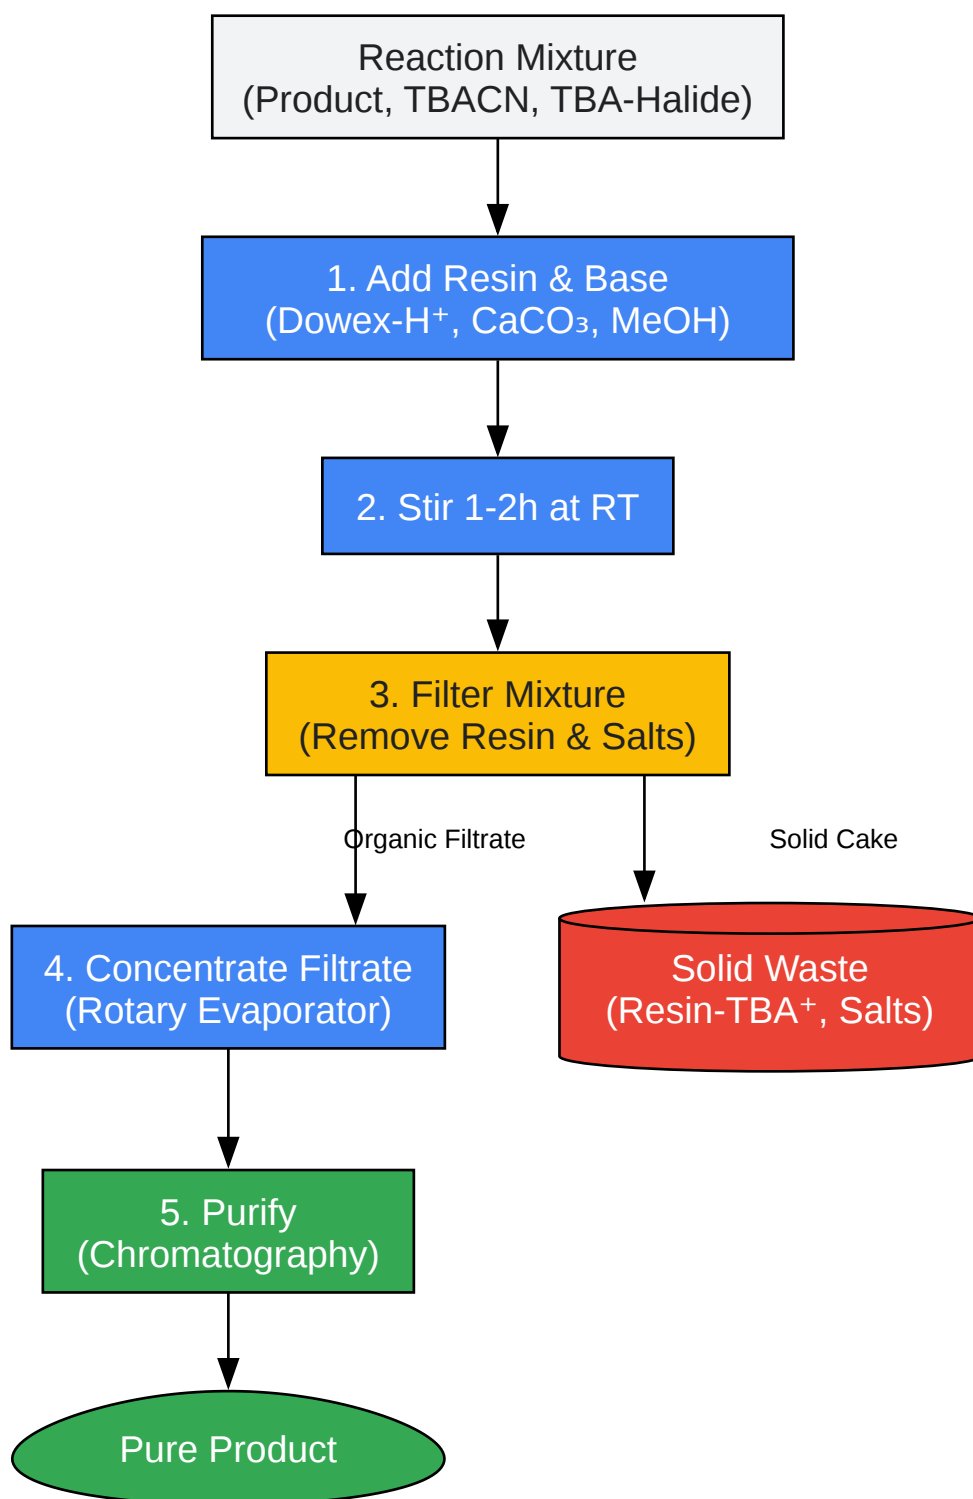 Reaction Mixture
(Product, TBACN, TBA-Halide)
1. Add Resin & Base
(Dowex-H⁺, CaCO₃, MeOH)
2. Stir 1-2h at RT
3. Filter Mixture
(Remove Resin & Salts)
Organic Filtrate
Solid Cake
4. Concentrate Filtrate
(Rotary Evaporator)
Solid Waste
(Resin-TBA⁺, Salts)
5. Purify
(Chromatography)
Pure Product